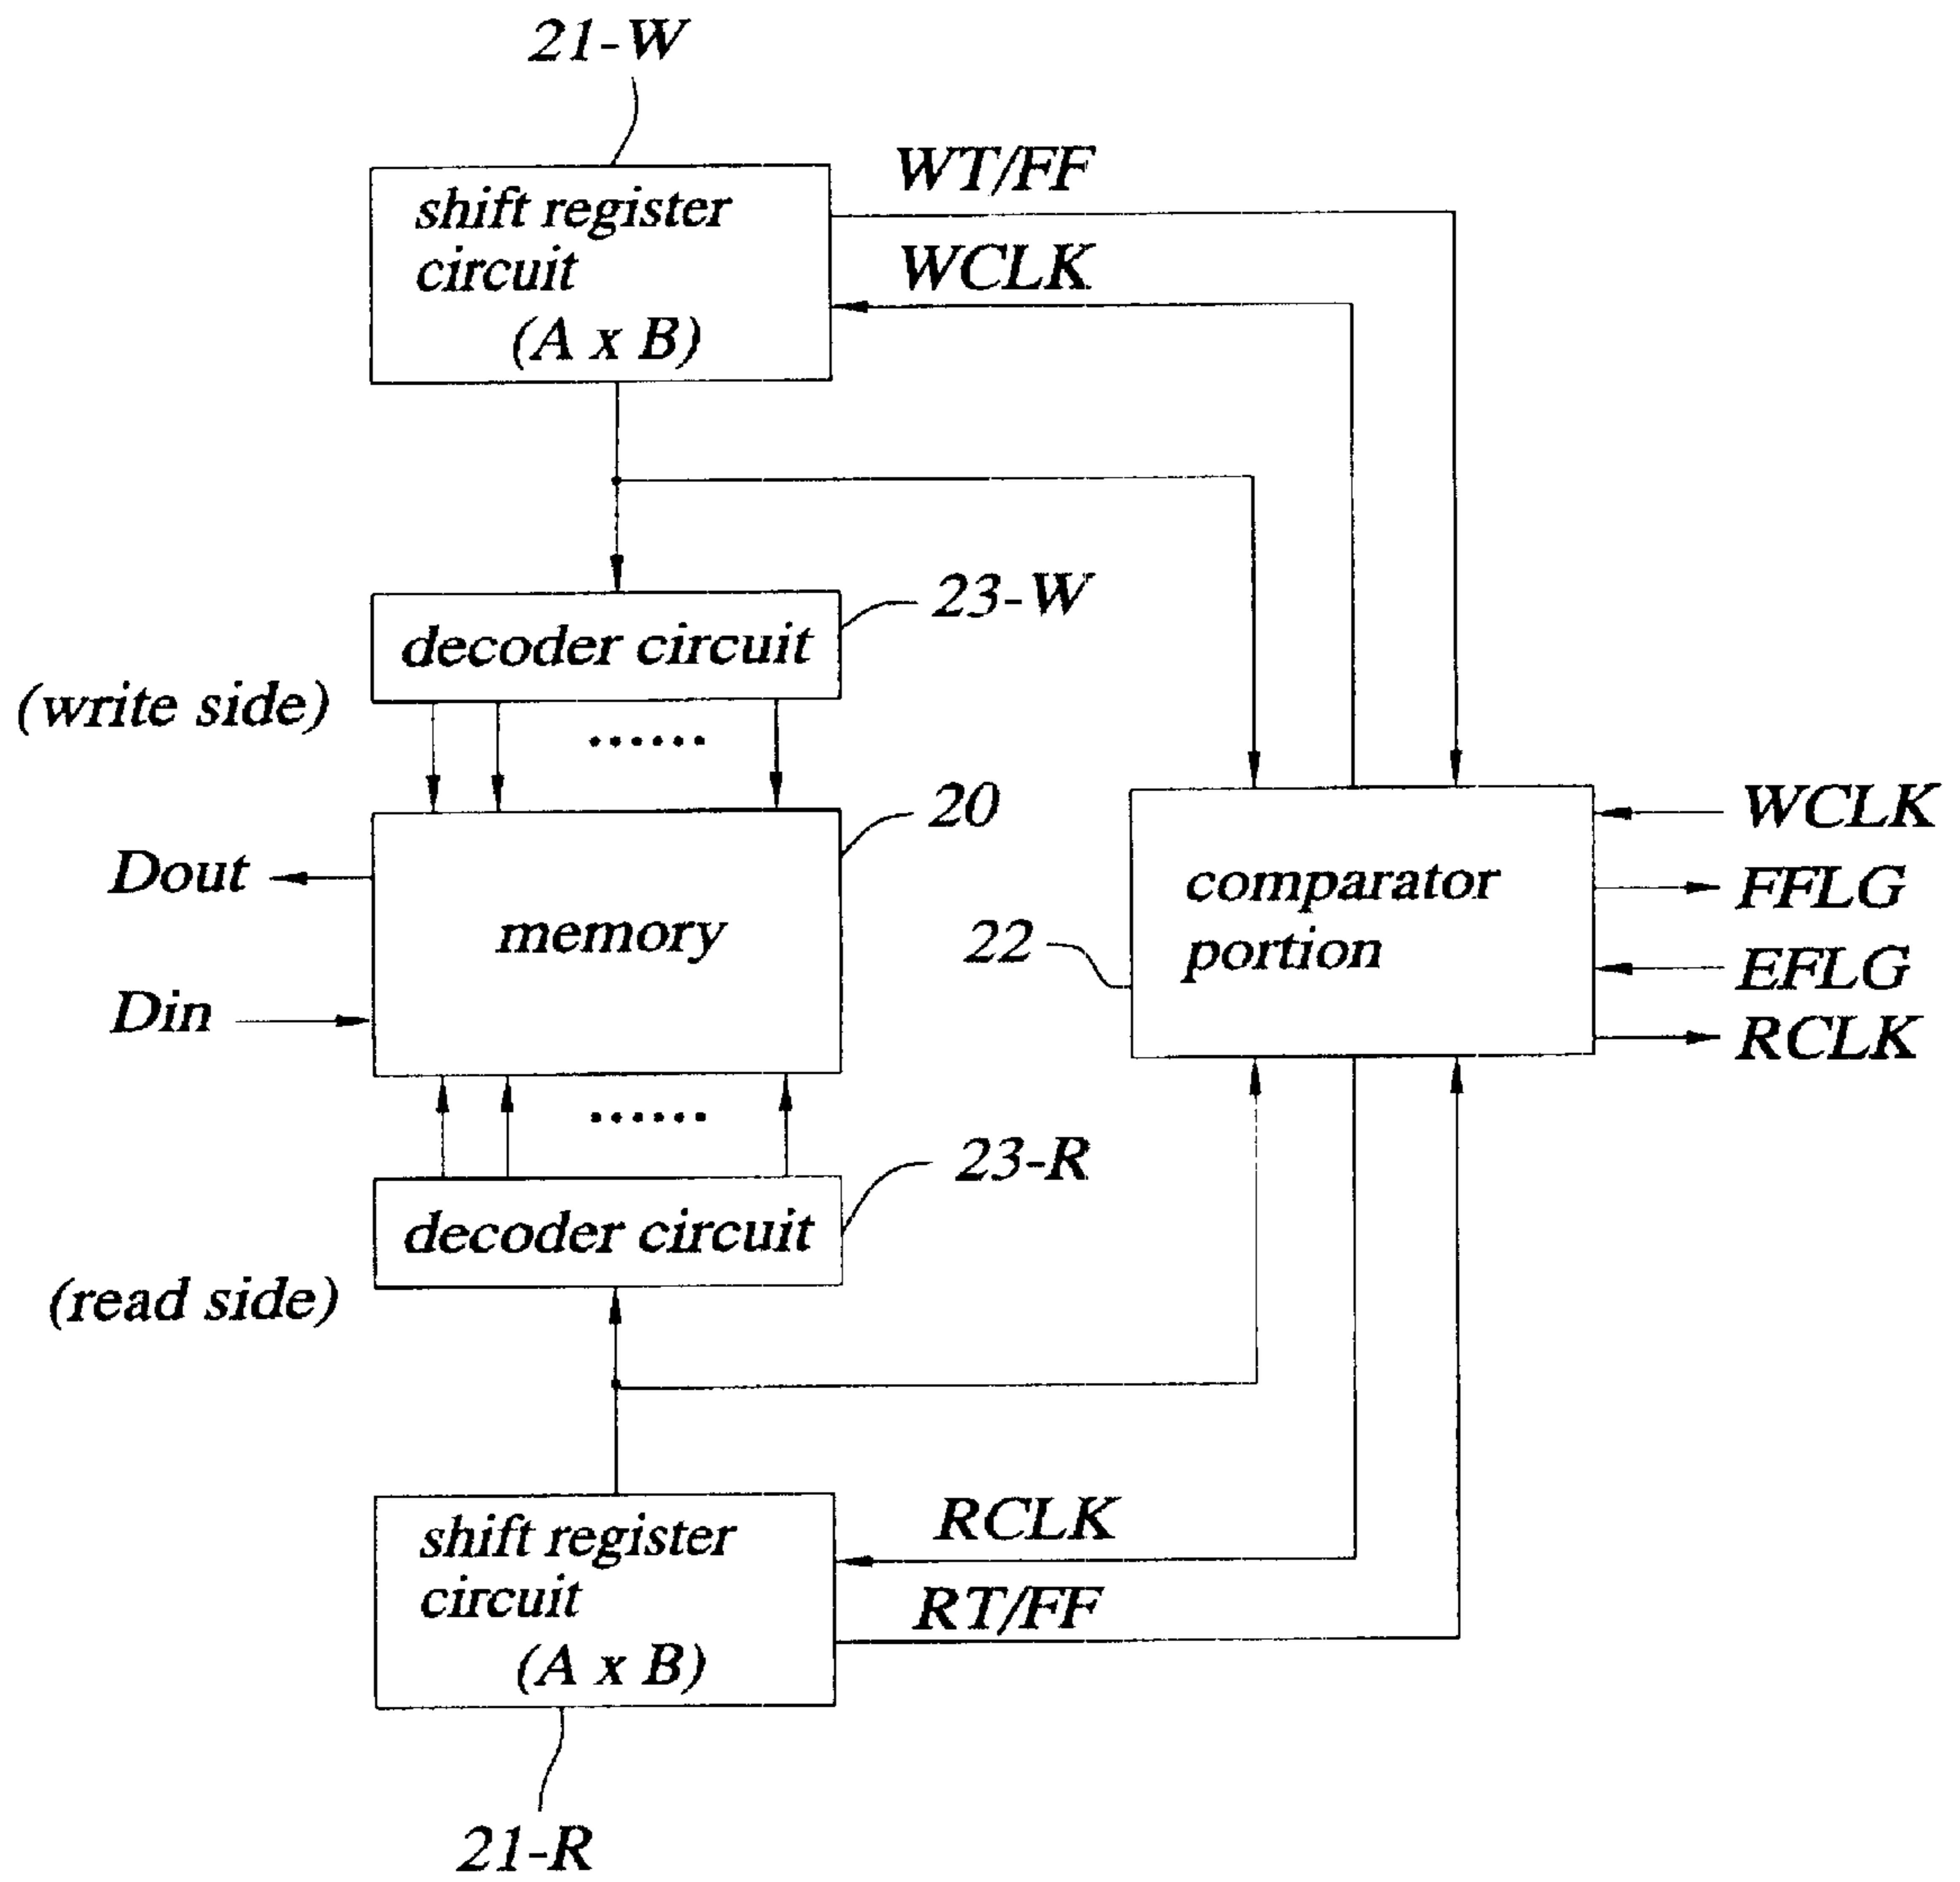 21-W
WT/FF
shift register
circuit
(A x B)
WCLK
23-W
decoder circuit
(write side)
......
20
Dout
memory
Din
22
comparator
portion
WCLK
FFLG
EFLG
RCLK
......
23-R
decoder circuit
(read side)
RCLK
shift register
circuit
(A x B)
RT/FF
21-R